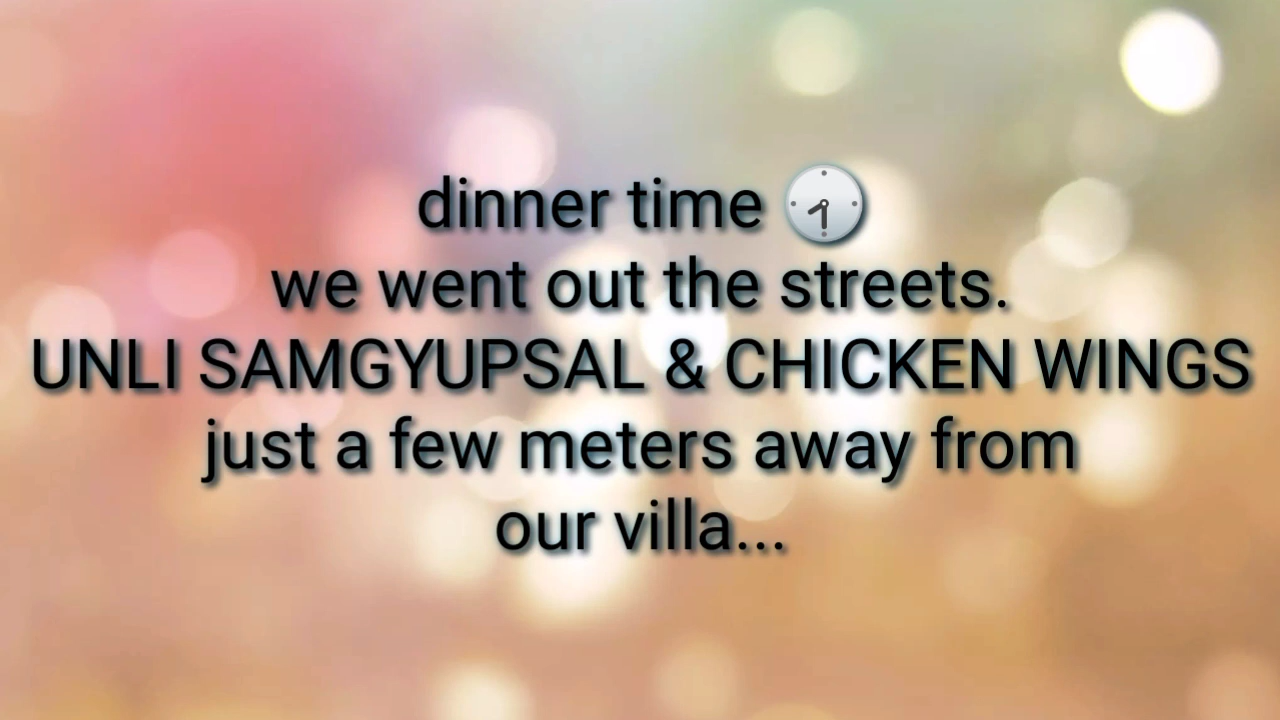 dinner time 🕢
we went out the streets.
UNLI SAMGYUPSAL & CHICKEN WINGS
just a few meters away from
our villa...